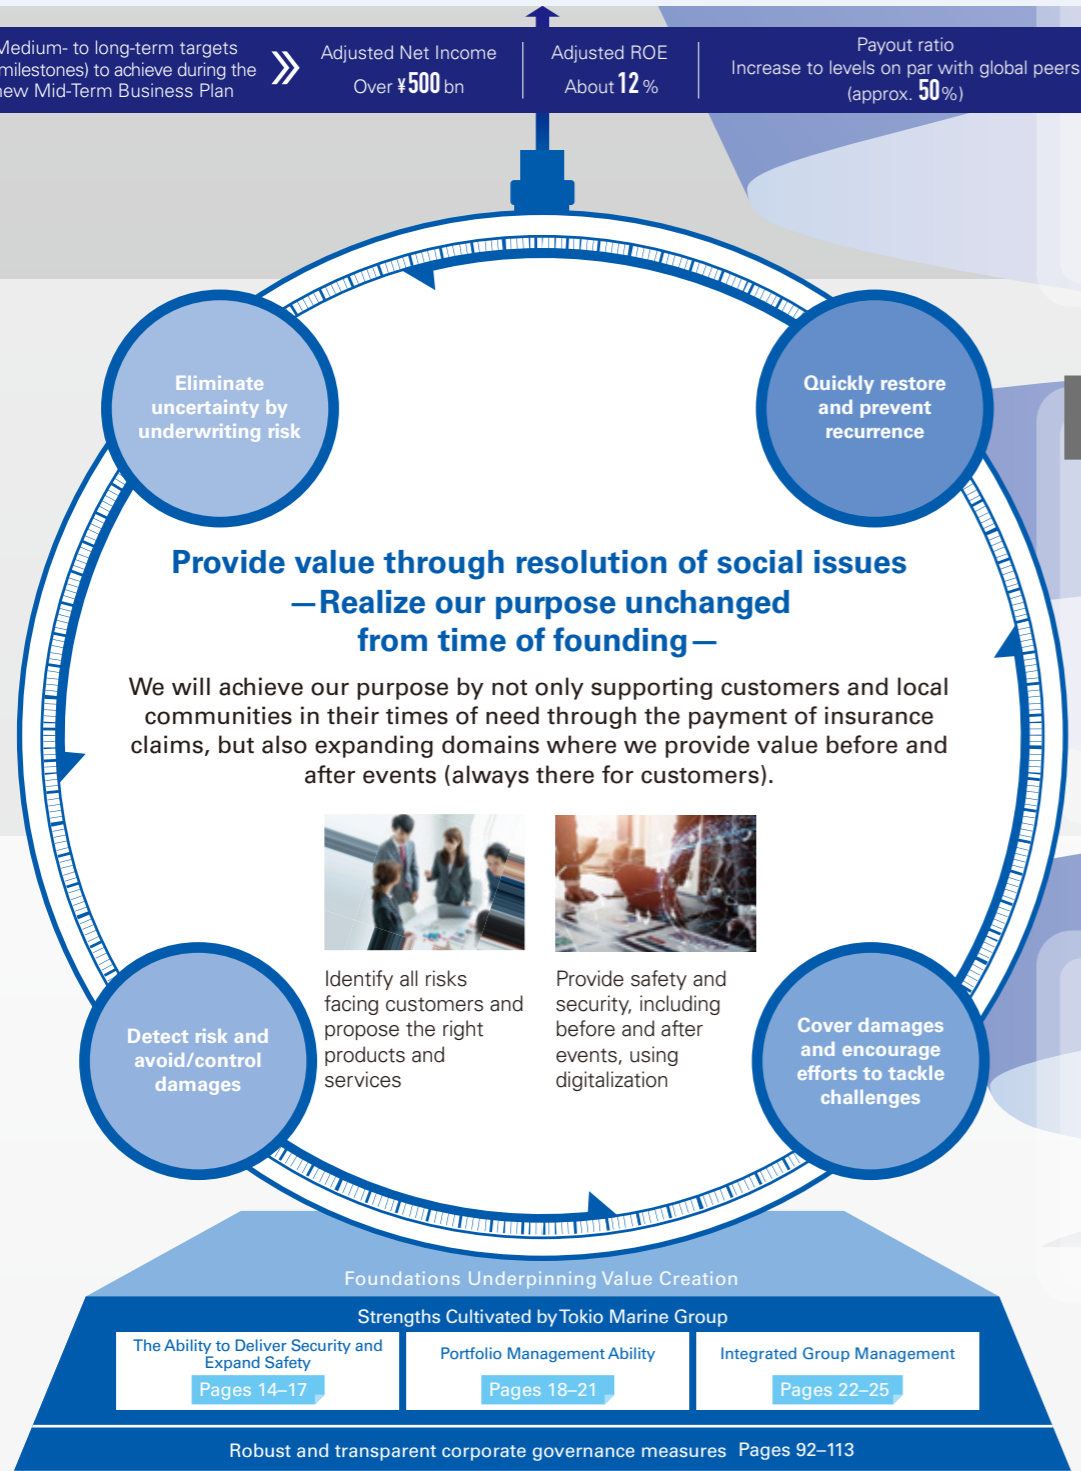 Medium- to long-term targets
(milestones) to achieve during the
new Mid-Term Business Plan
Adjusted Net Income
Over ¥500 bn
Adjusted ROE
About 12 %
Payout ratio
Increase to levels on par with global peers
(approx. 50%)
Eliminate
uncertainty by
underwriting risk
Quickly restore
and prevent
recurrence
Provide value through resolution of social issues
—Realize our purpose unchanged
from time of founding—
We will achieve our purpose by not only supporting customers and local
communities in their times of need through the payment of insurance
claims, but also expanding domains where we provide value before and
after events (always there for customers).
Identify all risks
facing customers and
propose the right
products and
services
Provide safety and
security, including
before and after
events, using
digitalization
Detect risk and
avoid/control
damages
Cover damages
and encourage
efforts to tackle
challenges
Foundations Underpinning Value Creation
Strengths Cultivated by Tokio Marine Group
The Ability to Deliver Security and
Expand Safety
Pages 14–17
Portfolio Management Ability
Pages 18–21
Integrated Group Management
Pages 22–25
Robust and transparent corporate governance measures Pages 92–113